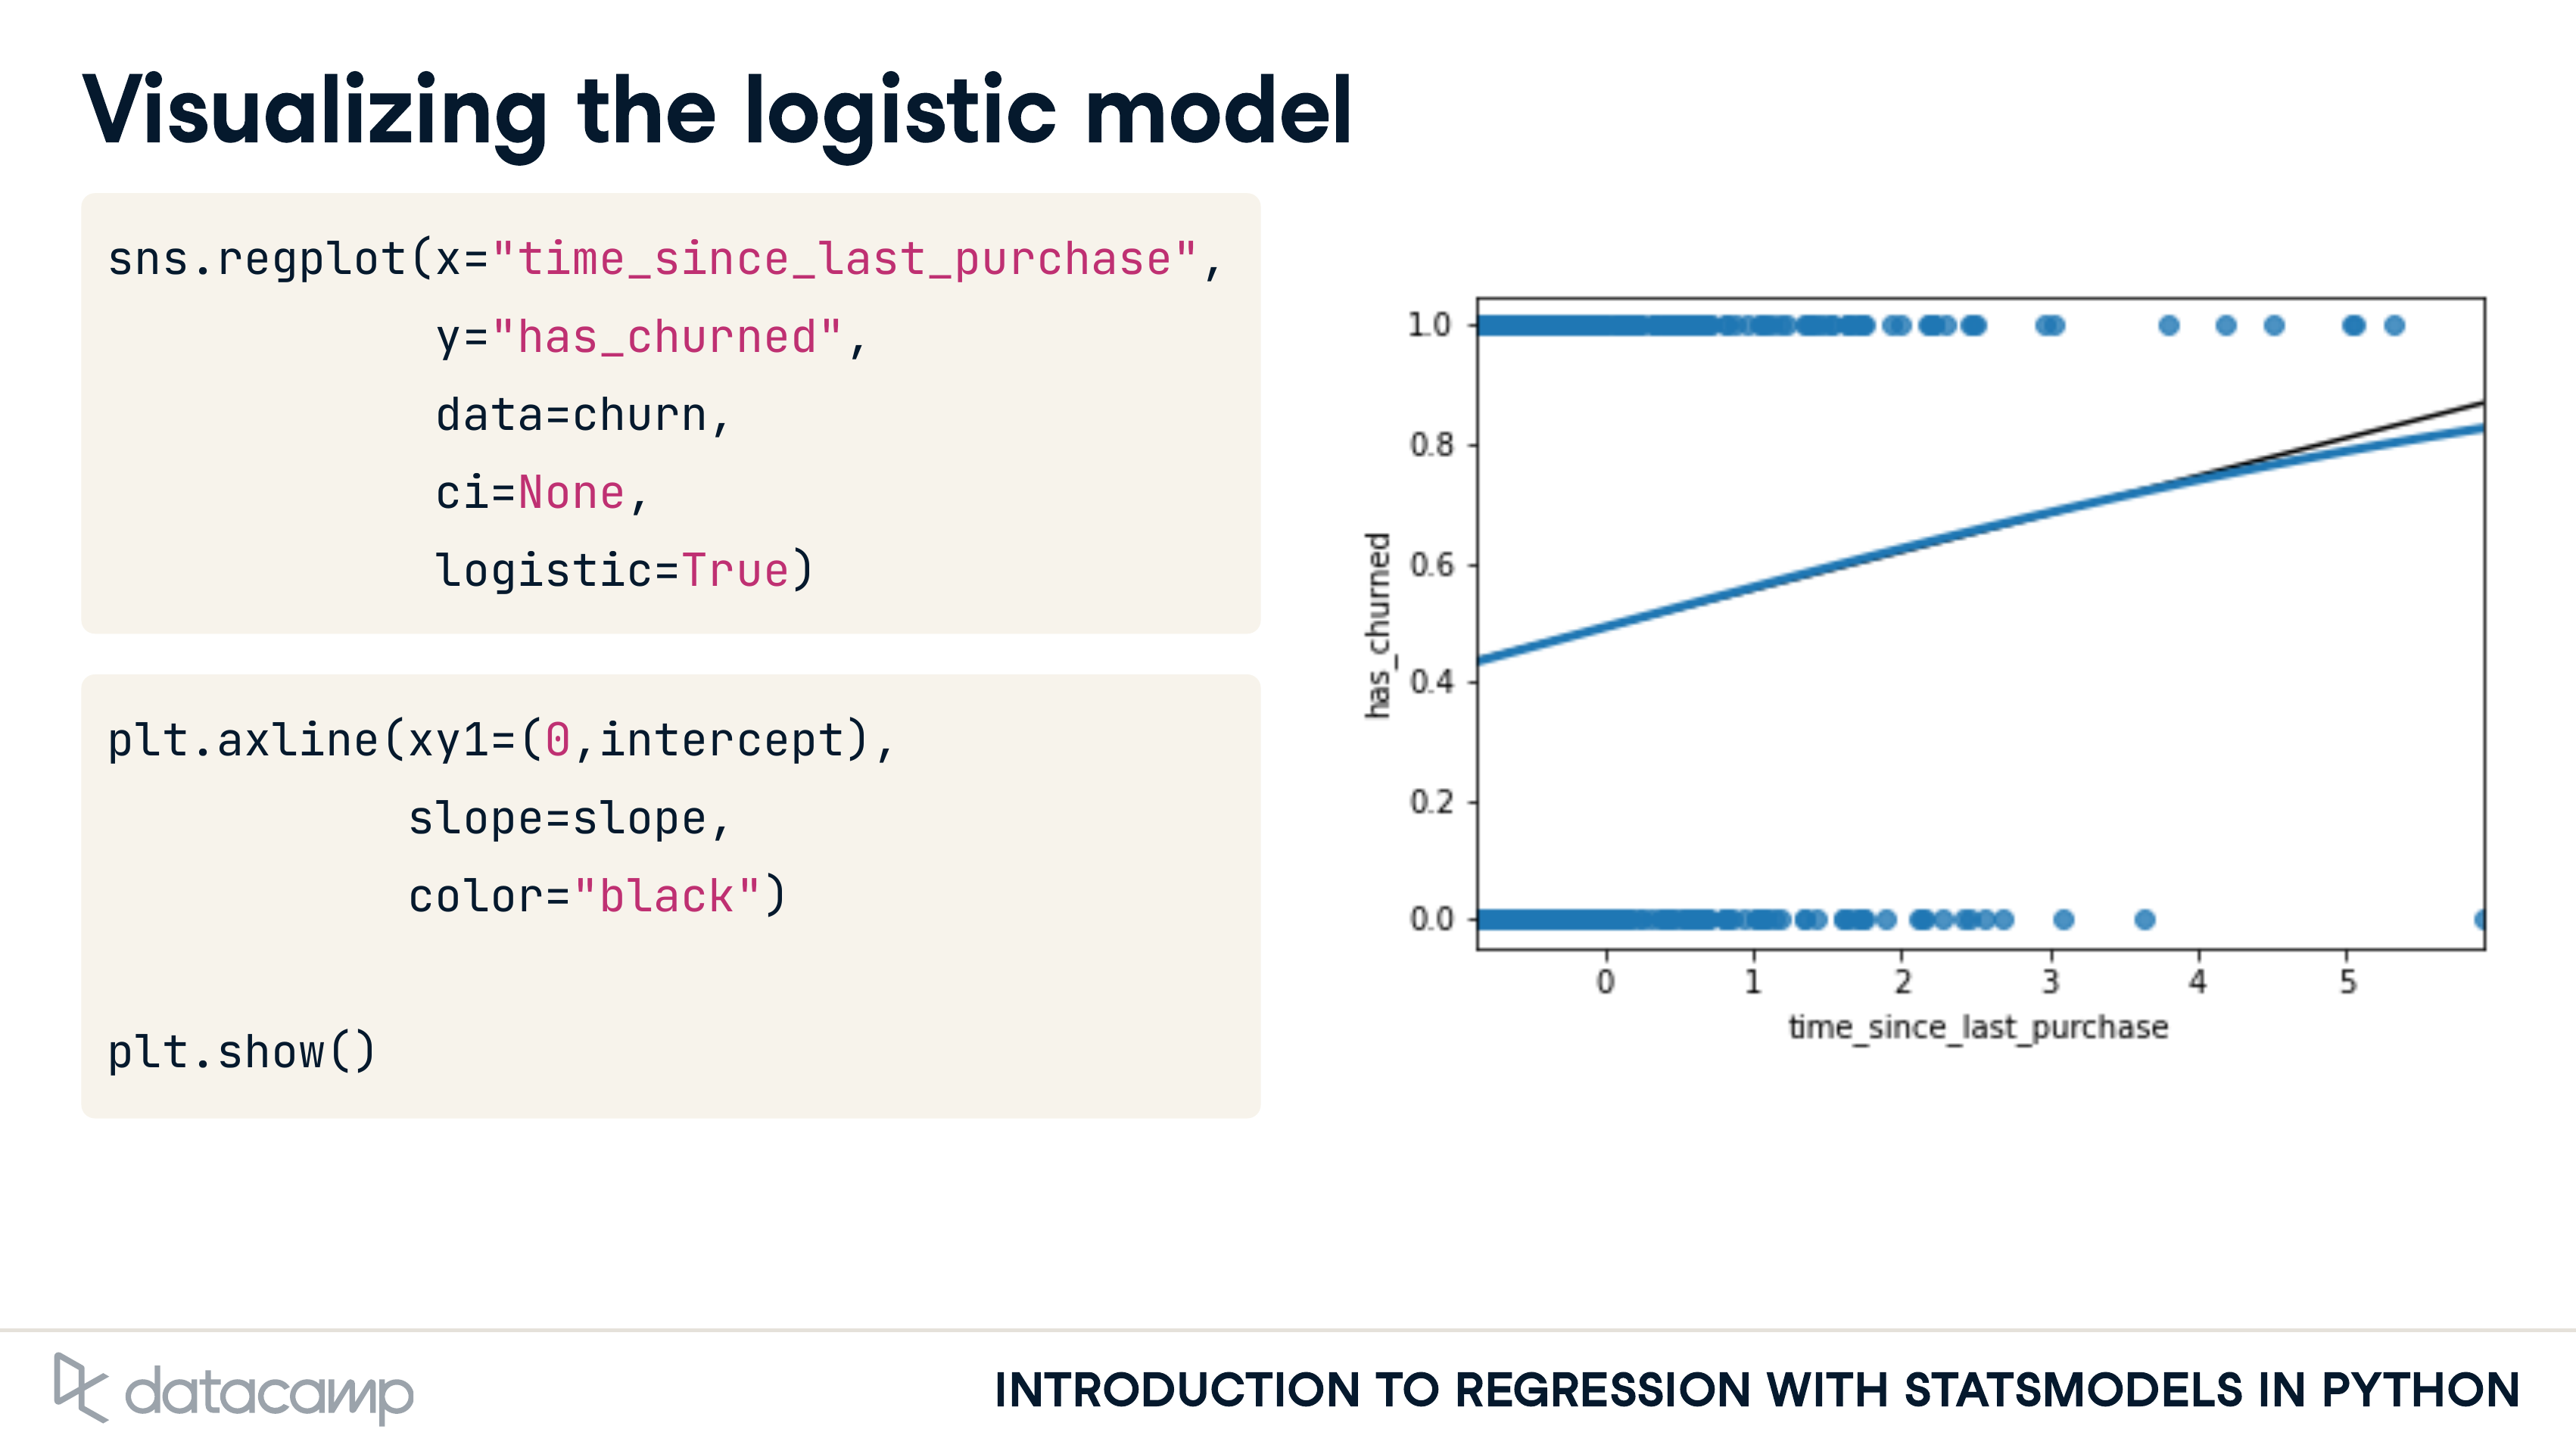 Visualizing the logistic model
sns.regplot(x="time_since_last_purchase",
y="has_churned",
data=churn,
ci=None,
logistic=True)
plt.axline(xy1=(0,intercept),
slope=slope,
color="black")
plt.show()
1.0
0.8
0.6
0.4
0.2
0.0
has_churned
0 1 2 3 4 5
time_since_last_purchase
datacamp
INTRODUCTION TO REGRESSION WITH STATSMODELS IN PYTHON